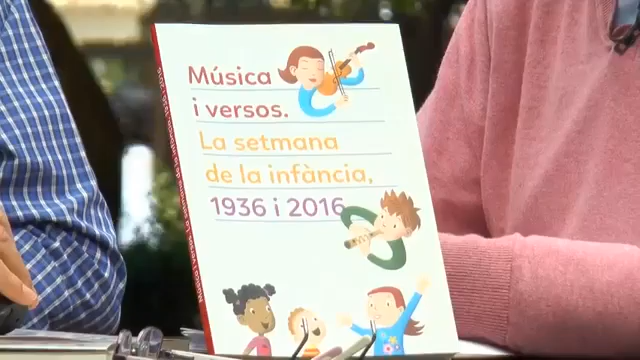 Música
i versos.
La setmana
de la infància,
1936 i 2016